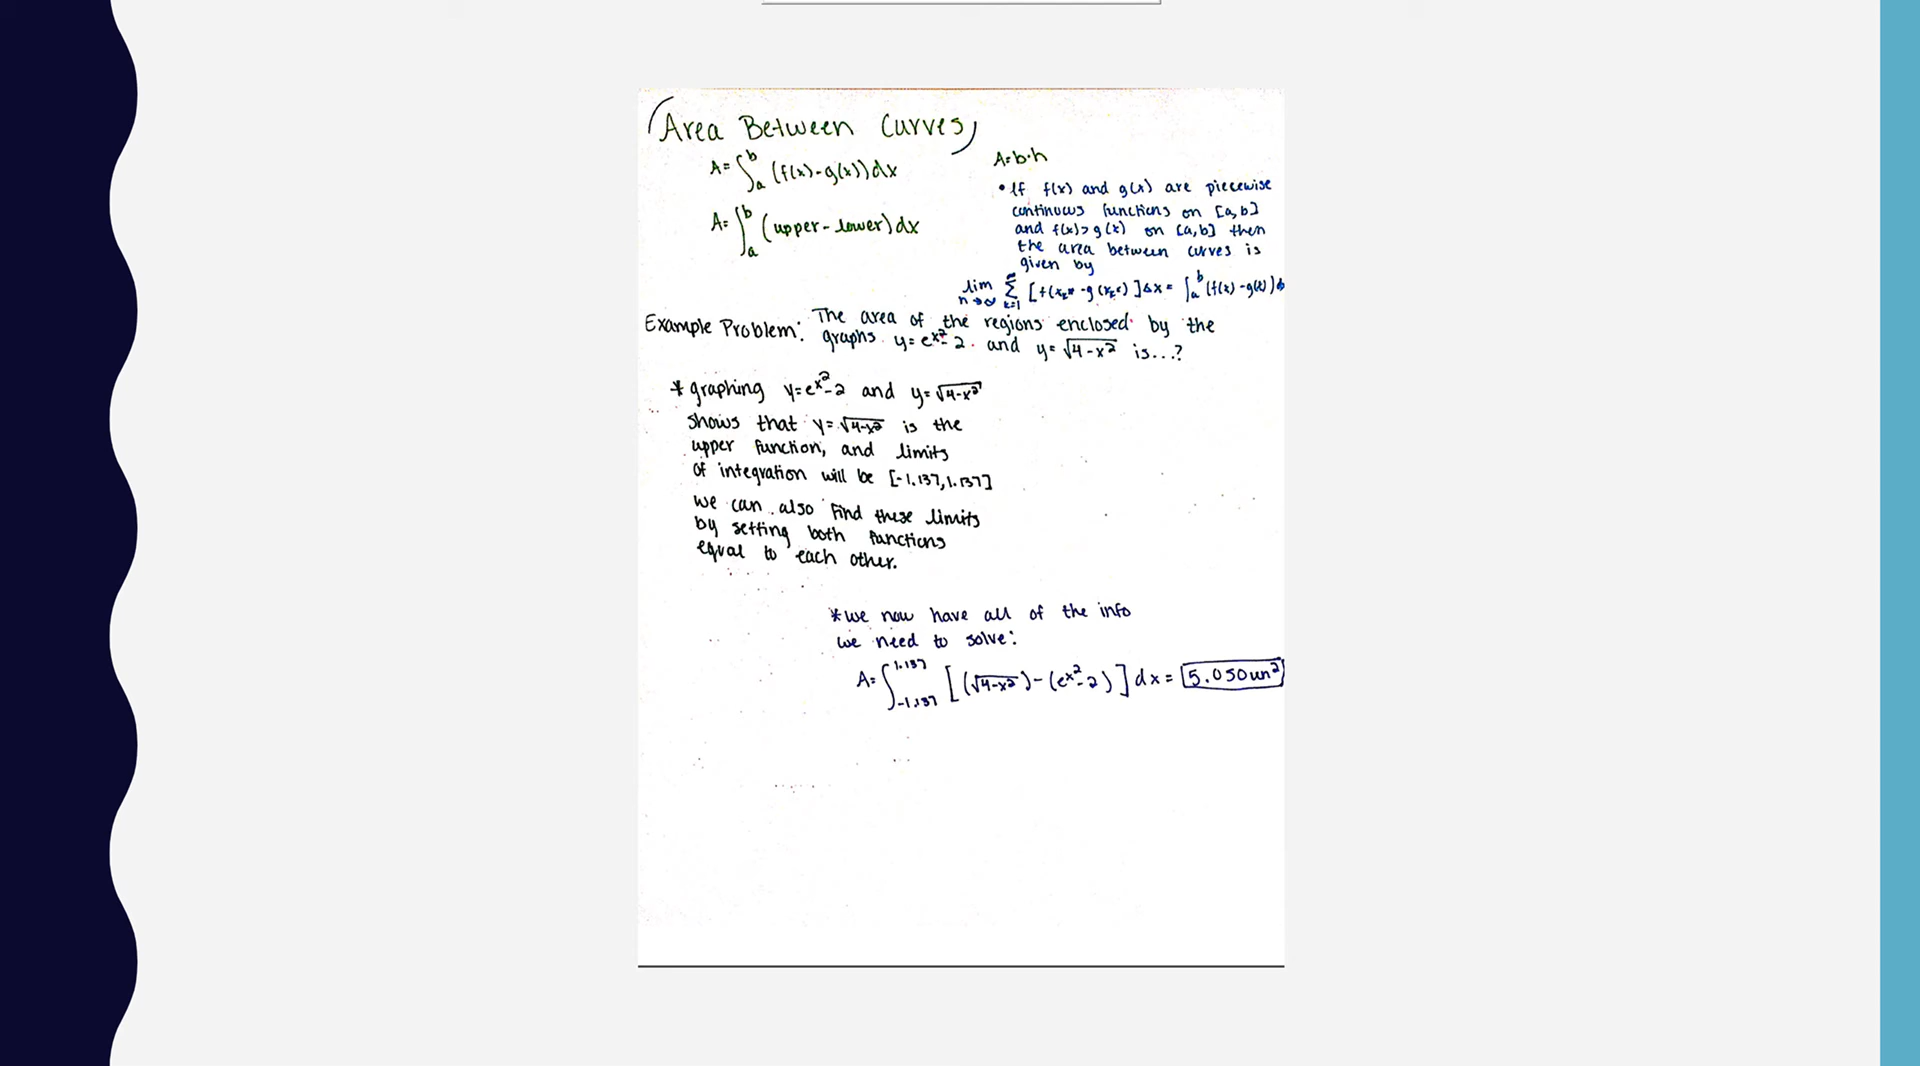 Area Between Curves
A=∫_a^b (f(x)-g(x))dx
A=∫_a^b (upper-lower)dx
A=b·h
• If f(x) and g(x) are piecewise
continuous functions on [a,b]
and f(x)>g(x) on [a,b] then
the area between curves is
given by
lim n→∞ ∑ [f(x_k* -g(x_k*)]Δx = ∫_a^b (f(x)-g(x))
Example Problem: The area of the regions enclosed by the
graphs y=e^x²-2 and y=√4-x² is...?
*graphing y=e^x²-2 and y=√4-x²
shows that y=√4-x² is the
upper function, and limits
of integration will be [-1.137,1.137]
we can also find these limits
by setting both functions
equal to each other.
*we now have all of the info
we need to solve:
A=∫_-1.137^1.137 [(√4-x²)-(e^x²-2)]dx = 5.050un²